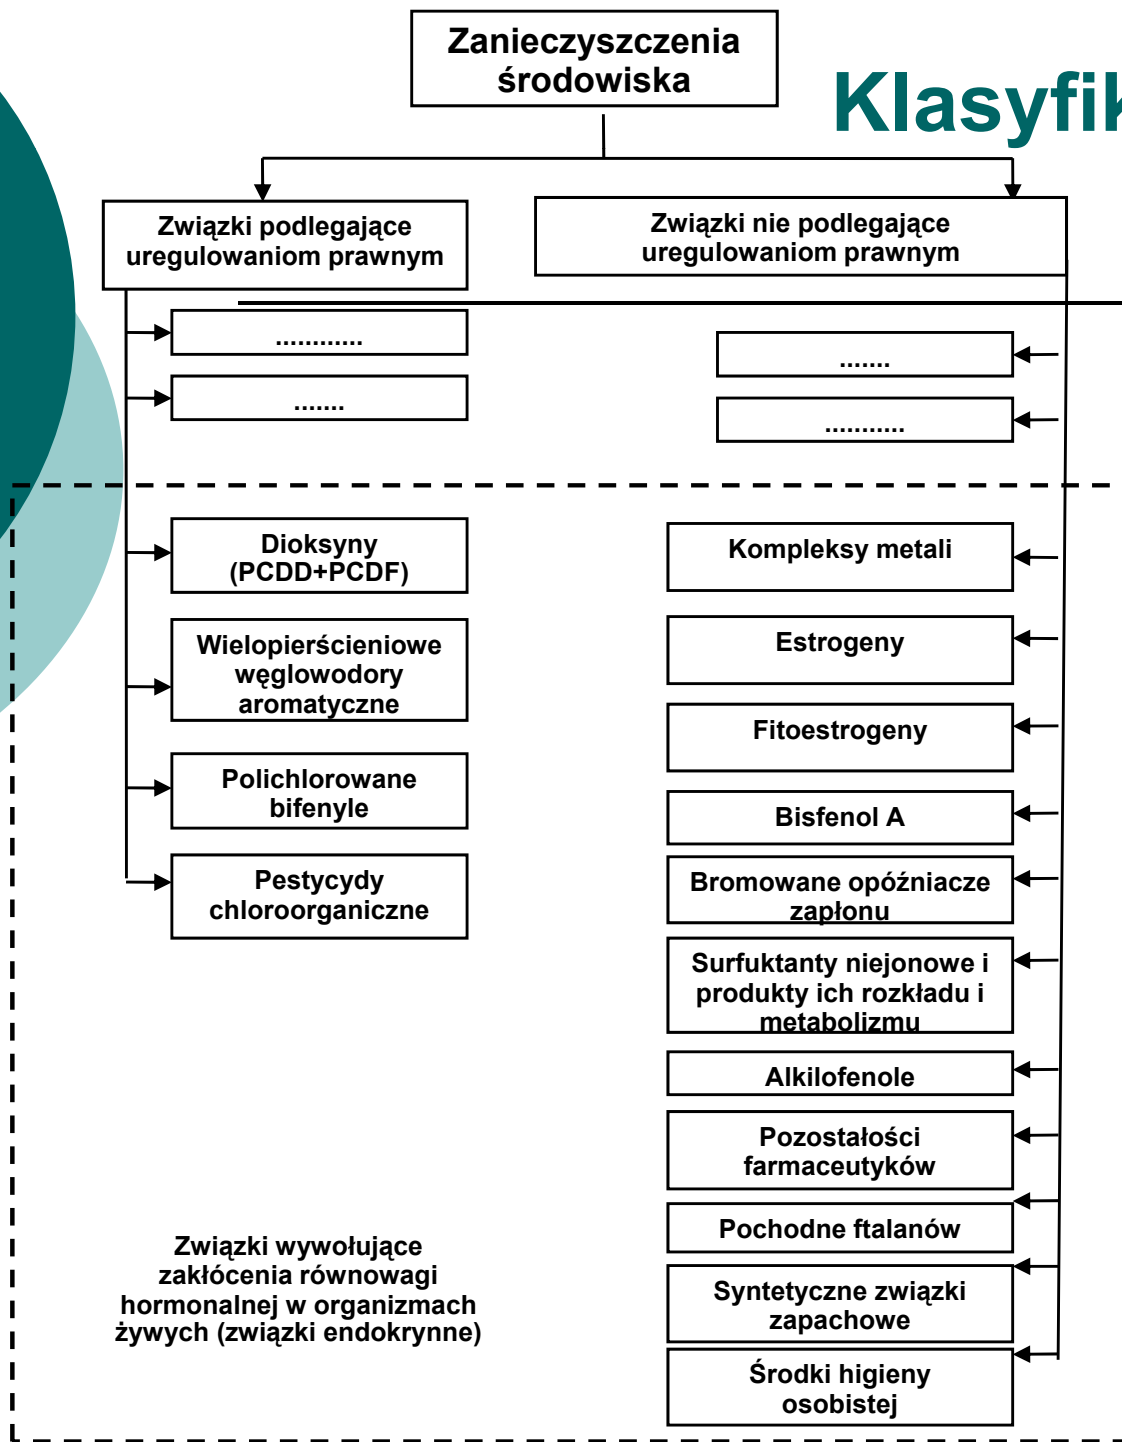 Zanieczyszczenia
środowiska
Klasyfik
Związki podlegające
uregulowaniom prawnym
Związki nie podlegające
uregulowaniom prawnym
............
.......
.......
...........
Dioksyny
(PCDD+PCDF)
Wielopierścieniowe
węglowodory
aromatyczne
Polichlorowane
bifenyle
Pestycydy
chloroorganiczne
Kompleksy metali
Estrogeny
Fitoestrogeny
Bisfenol A
Bromowane opóźniacze
zapłonu
Surfuktanty niejonowe i
produkty ich rozkładu i
metabolizmu
Alkilofenole
Pozostałości
farmaceutyków
Pochodne ftalanów
Syntetyczne związki
zapachowe
Środki higieny
osobistej
Związki wywołujące
zakłócenia równowagi
hormonalnej w organizmach
żywych (związki endokrynne)